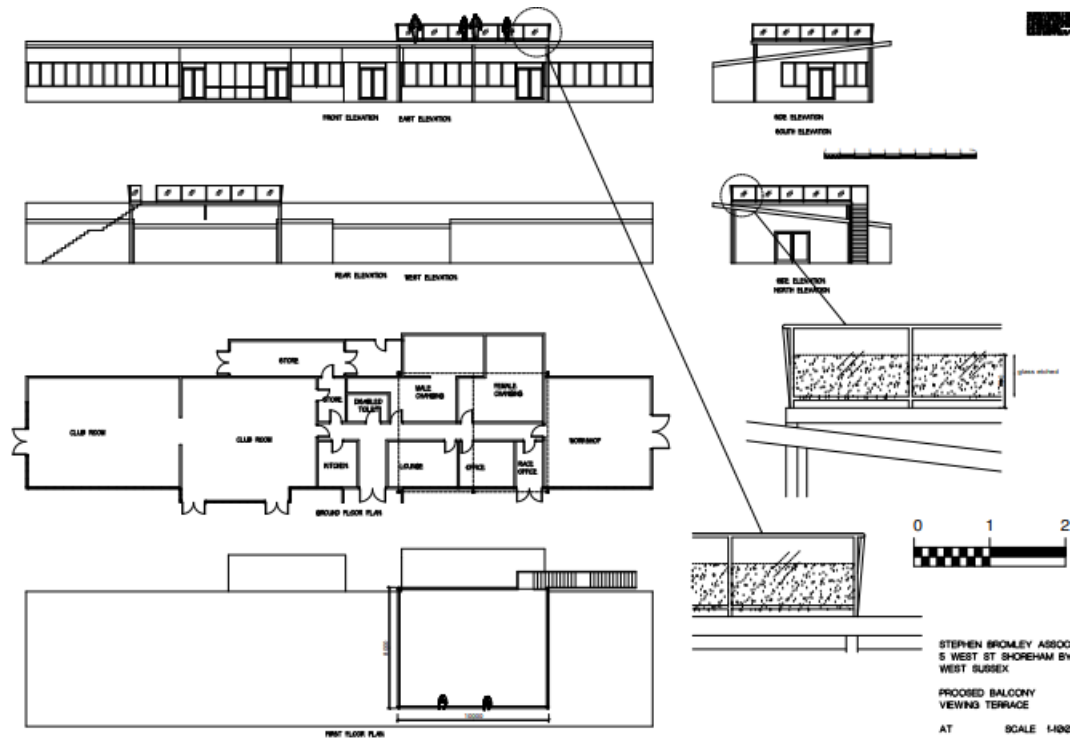 FRONT ELEVATION EAST ELEVATION
SIDE ELEVATION
SOUTH ELEVATION
REAR ELEVATION WEST ELEVATION
SIDE ELEVATION
NORTH ELEVATION
glass etched
STORE
CLUB ROOM
CLUB ROOM
STORE
DISABLED
TOILET
MALE
CHANGING
FEMALE
CHANGING
KITCHEN
LOUNGE
OFFICE
RACE
OFFICE
WORKSHOP
GROUND FLOOR PLAN
0 1 2
10000
FIRST FLOOR PLAN
STEPHEN BROMLEY ASSOC
5 WEST ST SHOREHAM BY
WEST SUSSEX
PROOSED BALCONY
VIEWING TERRACE
AT SCALE 1-100